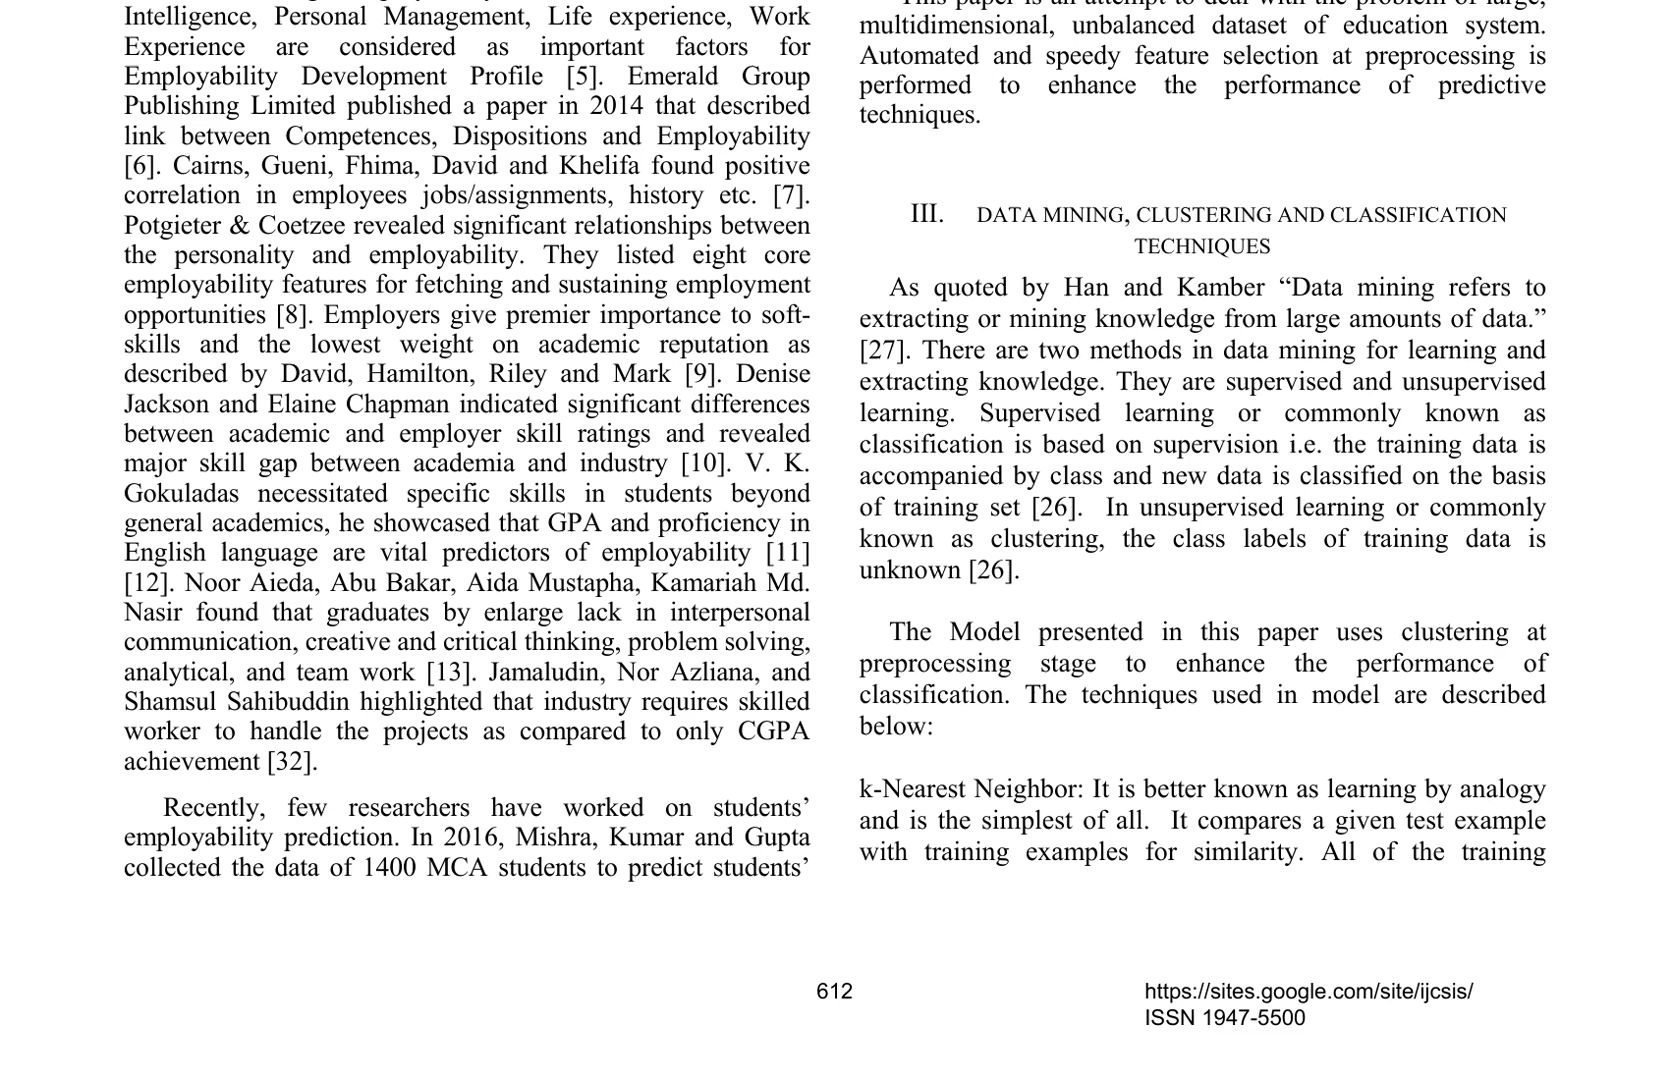 Intelligence, Personal Management, Life experience, Work
Experience are considered as important factors for
Employability Development Profile [5]. Emerald Group
Publishing Limited published a paper in 2014 that described
link between Competences, Dispositions and Employability
[6]. Cairns, Gueni, Fhima, David and Khelifa found positive
correlation in employees jobs/assignments, history etc. [7].
Potgieter & Coetzee revealed significant relationships between
the personality and employability. They listed eight core
employability features for fetching and sustaining employment
opportunities [8]. Employers give premier importance to soft-
skills and the lowest weight on academic reputation as
described by David, Hamilton, Riley and Mark [9]. Denise
Jackson and Elaine Chapman indicated significant differences
between academic and employer skill ratings and revealed
major skill gap between academia and industry [10]. V. K.
Gokuladas necessitated specific skills in students beyond
general academics, he showcased that GPA and proficiency in
English language are vital predictors of employability [11]
[12]. Noor Aieda, Abu Bakar, Aida Mustapha, Kamariah Md.
Nasir found that graduates by enlarge lack in interpersonal
communication, creative and critical thinking, problem solving,
analytical, and team work [13]. Jamaludin, Nor Azliana, and
Shamsul Sahibuddin highlighted that industry requires skilled
worker to handle the projects as compared to only CGPA
achievement [32].
Recently, few researchers have worked on students’
employability prediction. In 2016, Mishra, Kumar and Gupta
collected the data of 1400 MCA students to predict students’
This paper is an attempt to deal with the problem of large,
multidimensional, unbalanced dataset of education system.
Automated and speedy feature selection at preprocessing is
performed to enhance the performance of predictive
techniques.
III. DATA MINING, CLUSTERING AND CLASSIFICATION
TECHNIQUES
As quoted by Han and Kamber “Data mining refers to
extracting or mining knowledge from large amounts of data.”
[27]. There are two methods in data mining for learning and
extracting knowledge. They are supervised and unsupervised
learning. Supervised learning or commonly known as
classification is based on supervision i.e. the training data is
accompanied by class and new data is classified on the basis
of training set [26]. In unsupervised learning or commonly
known as clustering, the class labels of training data is
unknown [26].
The Model presented in this paper uses clustering at
preprocessing stage to enhance the performance of
classification. The techniques used in model are described
below:
k-Nearest Neighbor: It is better known as learning by analogy
and is the simplest of all. It compares a given test example
with training examples for similarity. All of the training
612
https://sites.google.com/site/ijcsis/
ISSN 1947-5500